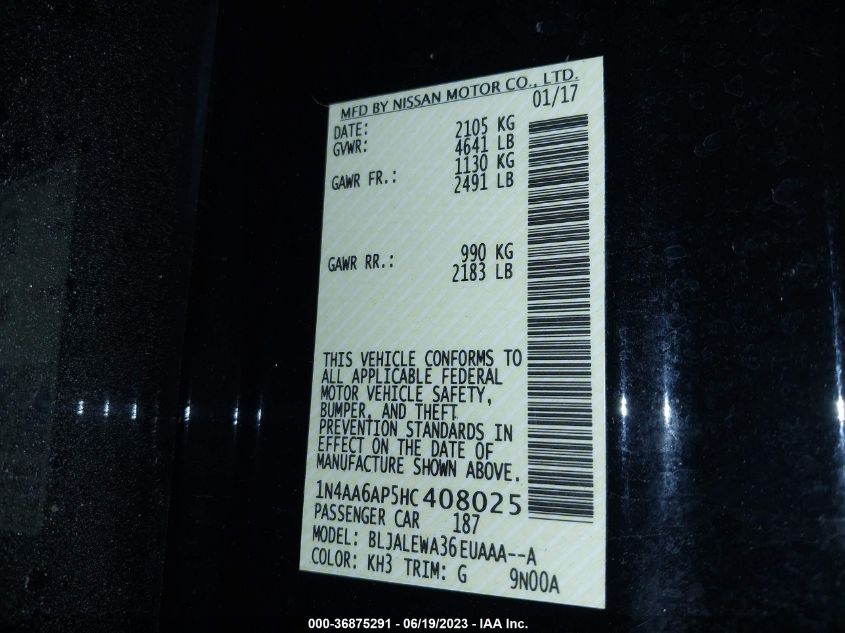 MFD BY NISSAN MOTOR CO., LTD.
01/17
DATE:
GVWR: 2105 KG
4641 LB
GAWR FR.: 1130 KG
2491 LB
GAWR RR.: 990 KG
2183 LB
THIS VEHICLE CONFORMS TO
ALL APPLICABLE FEDERAL
MOTOR VEHICLE SAFETY,
BUMPER, AND THEFT
PREVENTION STANDARDS IN
EFFECT ON THE DATE OF
MANUFACTURE SHOWN ABOVE.
1N4AA6AP5HC408025
PASSENGER CAR 187
MODEL: BLJALEWA36EUAAA--A
COLOR: KH3 TRIM: G 9N00A
000-36875291 - 06/19/2023 - IAA Inc.